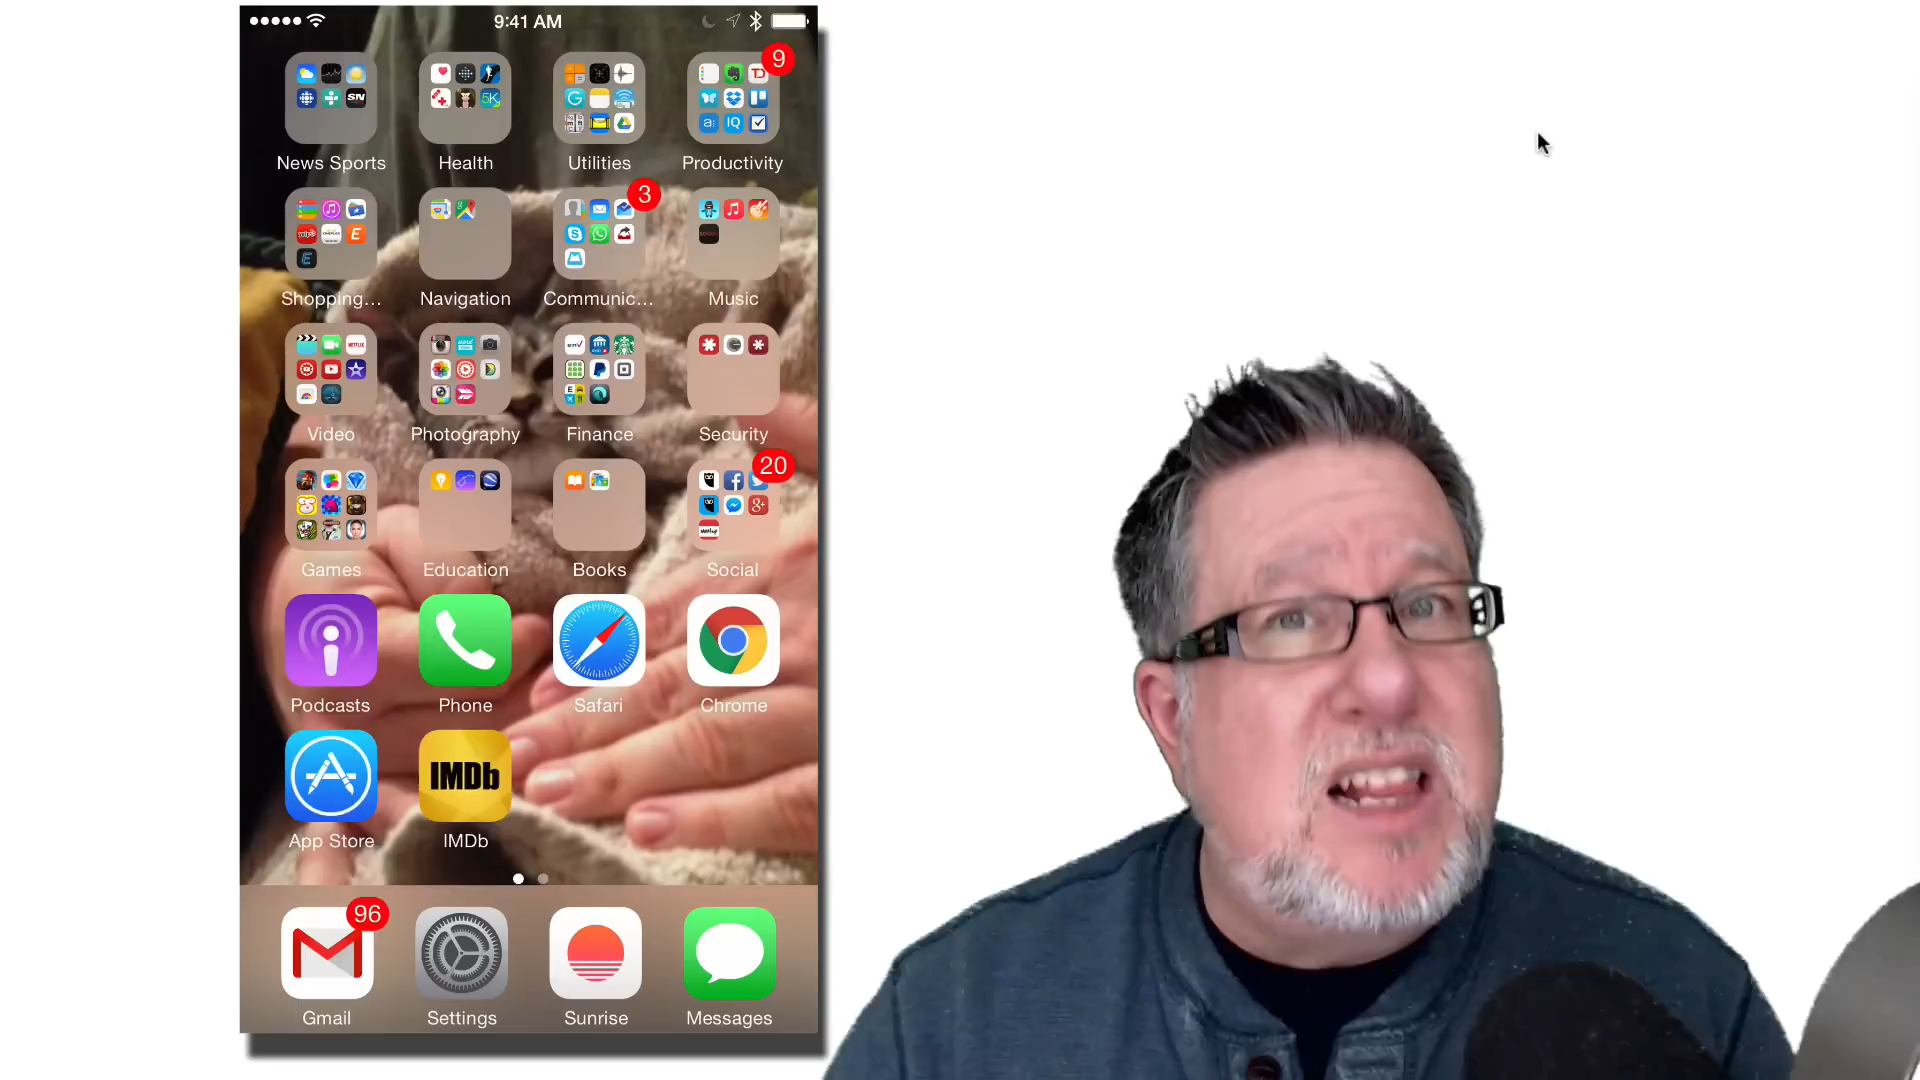 9:41 AM
9
News Sports Health Utilities Productivity
3
Shopping... Navigation Communic... Music
Video Photography Finance Security
20
Games Education Books Social
Podcasts Phone Safari Chrome
IMDb
App Store IMDb
96
Gmail Settings Sunrise Messages